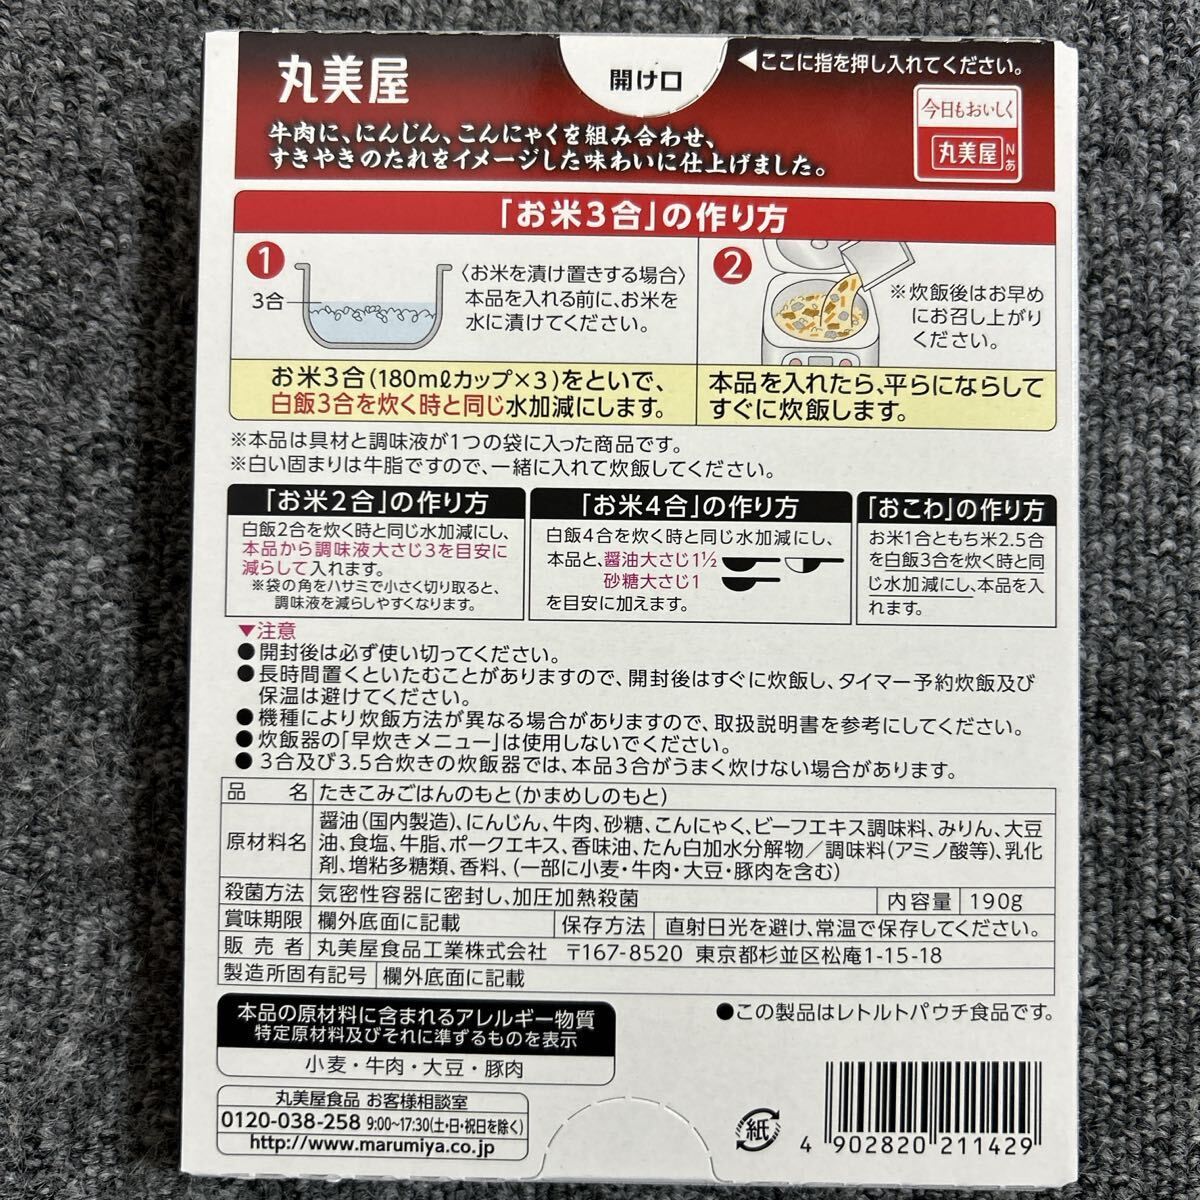 丸美屋
開け口
◀ここに指を押し入れてください。
今日もおいしく
丸美屋
Nあ
牛肉に、にんじん、こんにゃくを組み合わせ、
すきやきのたれをイメージした味わいに仕上げました。
「お米3合」の作り方
1
3合
〈お米を漬け置きする場合〉
本品を入れる前に、お米を
水に漬けてください。
お米3合(180mℓカップ×3)をといで、
白飯3合を炊く時と同じ水加減にします。
2
※炊飯後はお早め
にお召し上がり
ください。
本品を入れたら、平らにならして
すぐに炊飯します。
※本品は具材と調味液が1つの袋に入った商品です。
※白い固まりは牛脂ですので、一緒に入れて炊飯してください。
「お米2合」の作り方
白飯2合を炊く時と同じ水加減にし、
本品から調味液大さじ3を目安に
減らして入れます。
※袋の角をハサミで小さく切り取ると、
調味液を減らしやすくなります。
「お米4合」の作り方
白飯4合を炊く時と同じ水加減にし、
本品と、醤油大さじ1½
砂糖大さじ1
を目安に加えます。
「おこわ」の作り方
お米1合ともち米2.5合
を白飯3合を炊く時と同
じ水加減にし、本品を入
れます。
▼注意
●開封後は必ず使い切ってください。
●長時間置くといたむことがありますので、開封後はすぐに炊飯し、タイマー予約炊飯及び
保温は避けてください。
●機種により炊飯方法が異なる場合がありますので、取扱説明書を参考にしてください。
●炊飯器の「早炊きメニュー」は使用しないでください。
●3合及び3.5合炊きの炊飯器では、本品3合がうまく炊けない場合があります。
品名 たきこみごはんのもと(かまめしのもと)
原材料名 醤油(国内製造)、にんじん、牛肉、砂糖、こんにゃく、ビーフエキス調味料、みりん、大豆
油、食塩、牛脂、ポークエキス、香味油、たん白加水分解物/調味料(アミノ酸等)、乳化
剤、増粘多糖類、香料、(一部に小麦・牛肉・大豆・豚肉を含む)
殺菌方法 気密性容器に密封し、加圧加熱殺菌 内容量 190g
賞味期限 欄外底面に記載 保存方法 直射日光を避け、常温で保存してください。
販売者 丸美屋食品工業株式会社 〒167-8520 東京都杉並区松庵1-15-18
製造所固有記号 欄外底面に記載
本品の原材料に含まれるアレルギー物質
特定原材料及びそれに準ずるものを表示
小麦・牛肉・大豆・豚肉
●この製品はレトルトパウチ食品です。
丸美屋食品 お客様相談室
0120-038-258 9:00~17:30(土・日・祝日を除く)
http://www.marumiya.co.jp
紙
4 902820 211429